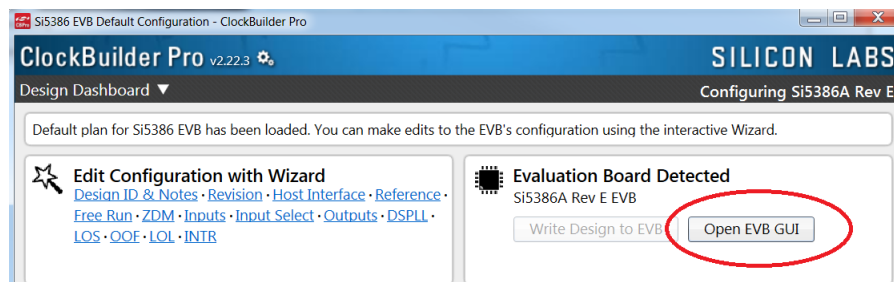 Si5386 EVB Default Configuration - ClockBuilder Pro
ClockBuilder Pro v2.22.3
SILICON LABS
Design Dashboard ▼
Configuring Si5386A Rev E
Default plan for Si5386 EVB has been loaded. You can make edits to the EVB's configuration using the interactive Wizard.
Edit Configuration with Wizard
Design ID & Notes · Revision · Host Interface · Reference ·
Free Run · ZDM · Inputs · Input Select · Outputs · DSPLL ·
LOS · OOF · LOL · INTR
Evaluation Board Detected
Si5386A Rev E EVB
Write Design to EVB
Open EVB GUI